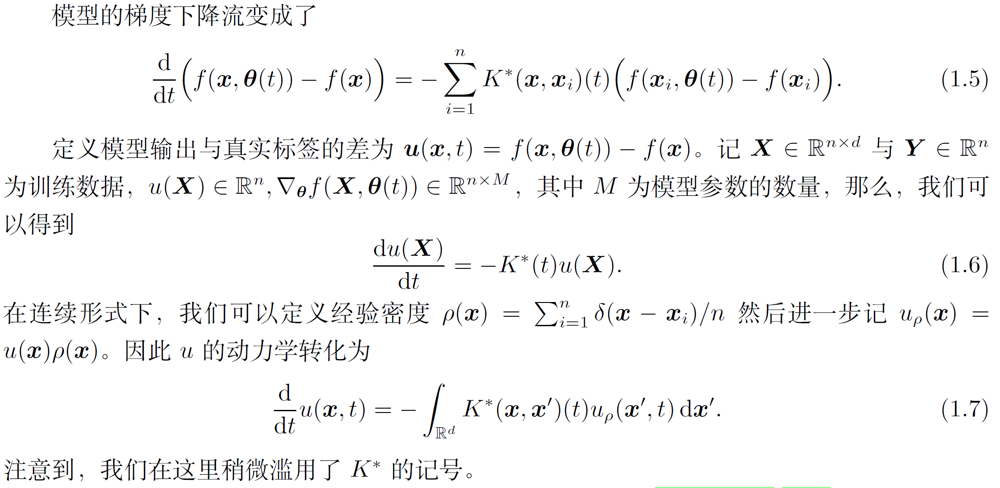 模型的梯度下降流变成了
$$\frac{\mathrm{d}}{\mathrm{d}t}\Big(f(\boldsymbol{x}, \boldsymbol{\theta}(t)) - f(\boldsymbol{x})\Big) = -\sum_{i=1}^{n} K^*(\boldsymbol{x}, \boldsymbol{x}_i)(t)\Big(f(\boldsymbol{x}_i, \boldsymbol{\theta}(t)) - f(\boldsymbol{x}_i)\Big). \quad (1.5)$$
定义模型输出与真实标签的差为 $\boldsymbol{u}(\boldsymbol{x}, t) = f(\boldsymbol{x}, \boldsymbol{\theta}(t)) - f(\boldsymbol{x})$。记 $\boldsymbol{X} \in \mathbb{R}^{n\times d}$ 与 $\boldsymbol{Y} \in \mathbb{R}^n$
为训练数据，$u(\boldsymbol{X}) \in \mathbb{R}^n, \nabla_{\boldsymbol{\theta}} f(\boldsymbol{X}, \boldsymbol{\theta}(t)) \in \mathbb{R}^{n\times M}$，其中 $M$ 为模型参数的数量，那么，我们可
以得到
$$\frac{\mathrm{d}u(\boldsymbol{X})}{\mathrm{d}t} = -K^*(t)u(\boldsymbol{X}). \quad (1.6)$$
在连续形式下，我们可以定义经验密度 $\rho(\boldsymbol{x}) = \sum_{i=1}^{n} \delta(\boldsymbol{x} - \boldsymbol{x}_i)/n$ 然后进一步记 $u_\rho(\boldsymbol{x}) =$
$u(\boldsymbol{x})\rho(\boldsymbol{x})$。因此 $u$ 的动力学转化为
$$\frac{\mathrm{d}}{\mathrm{d}t}u(\boldsymbol{x}, t) = -\int_{\mathbb{R}^d} K^*(\boldsymbol{x}, \boldsymbol{x}')(t)u_\rho(\boldsymbol{x}', t)\,\mathrm{d}\boldsymbol{x}'. \quad (1.7)$$
注意到，我们在这里稍微滥用了 $K^*$ 的记号。